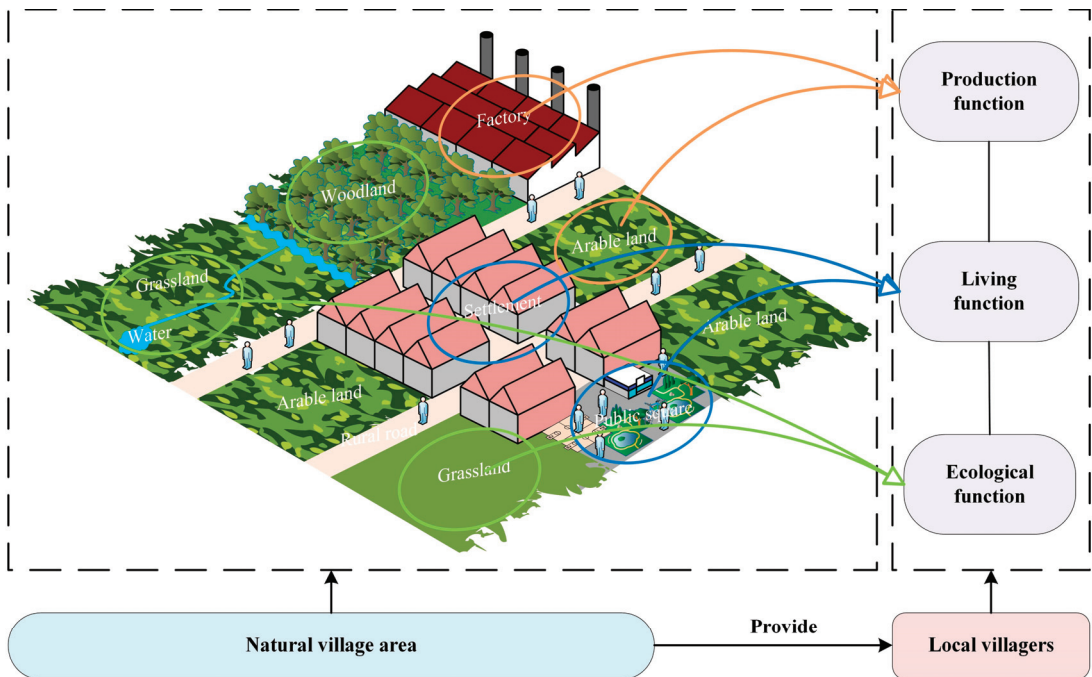 Factory
Production
function
Woodland
Arable land
Grassland
Living
function
Settlement
Water
Arable land
Arable land
Public square
Rural road
Grassland
Ecological
function
Natural village area
Provide
Local villagers